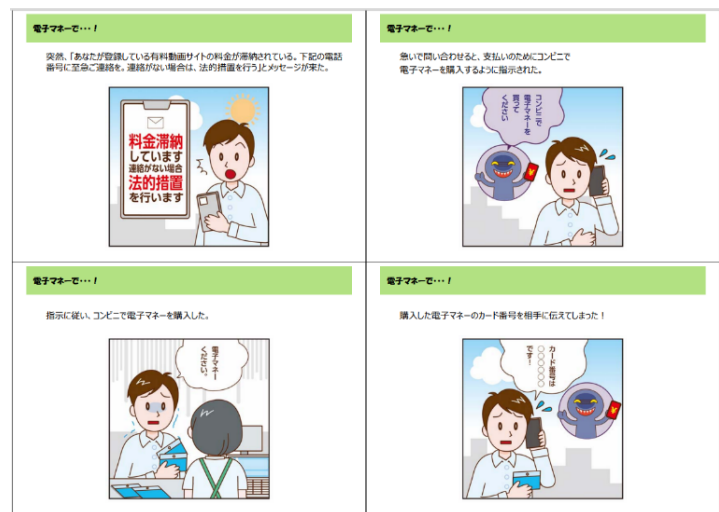 電子マネーで・・・!
突然、「あなたが登録している有料動画サイトの料金が滞納されている。下記の電話
番号に至急ご連絡を。連絡がない場合は、法的措置を行う」とメッセージが来た。
料金滞納
しています
連絡がない場合
法的措置
を行います
電子マネーで・・・!
急いで問い合わせると、支払いのためにコンビニで
電子マネーを購入するように指示された。
コンビニで
電子マネーを
買って
ください
電子マネーで・・・!
指示に従い、コンビニで電子マネーを購入した。
電子マネー
ください。
電子マネーで・・・!
購入した電子マネーのカード番号を相手に伝えてしまった!
カード番号は
○○○○○○
です!